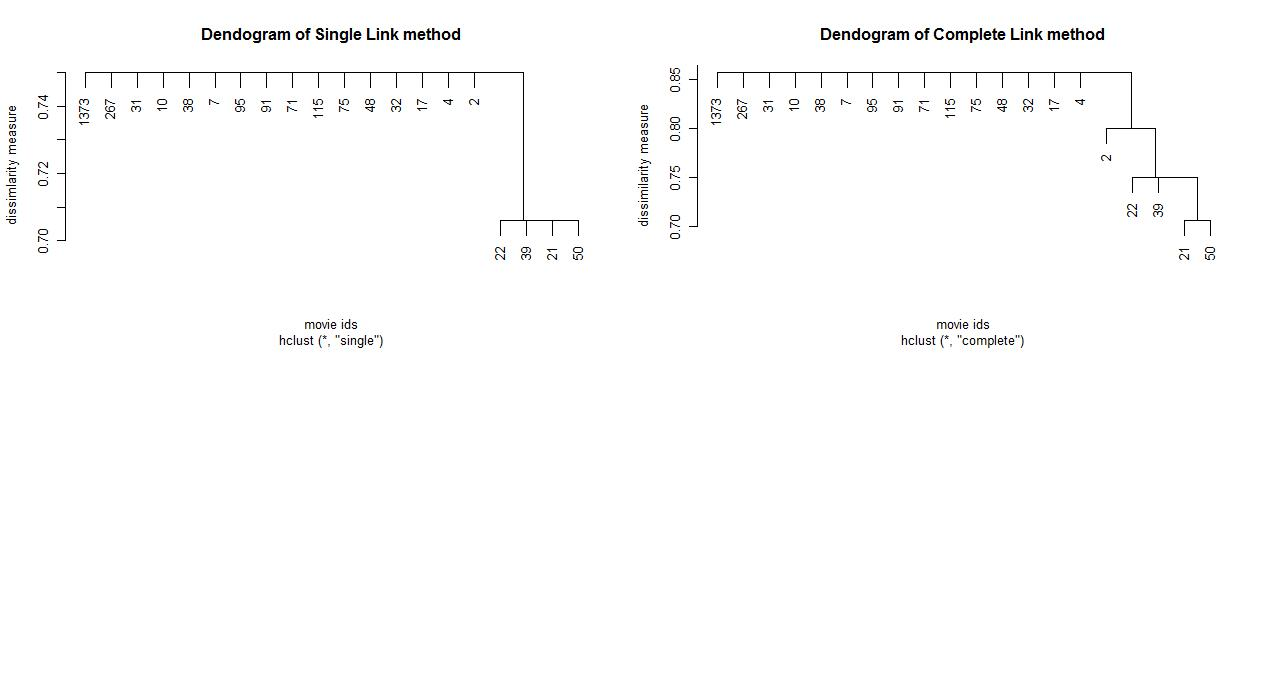 Dendogram of Single Link method
dissimlarity measure
0.74
0.72
0.70
1373 267 31 10 38 7 95 91 71 115 75 48 32 17 4 2
22 39 21 50
movie ids
hclust (*, "single")
Dendogram of Complete Link method
dissimilarity measure
0.85
0.80
0.75
0.70
1373 267 31 10 38 7 95 91 71 115 75 48 32 17 4
2
22 39
21 50
movie ids
hclust (*, "complete")